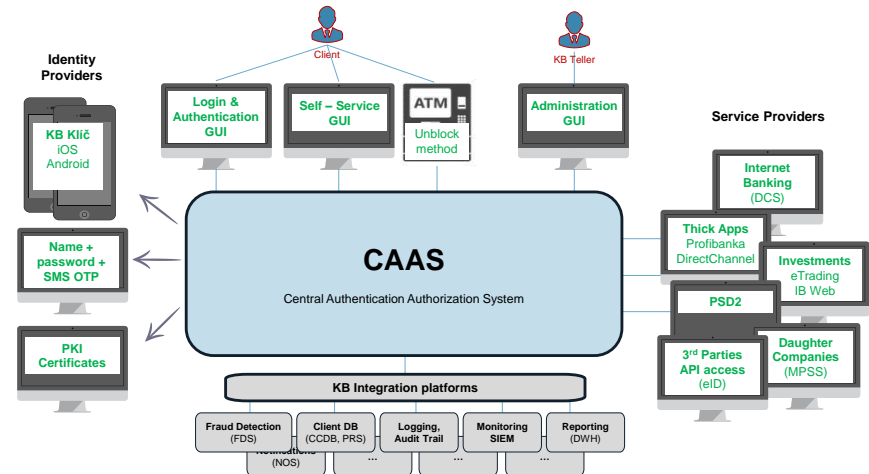 Client
KB Teller
Identity
Providers
Login &
Authentication
GUI
Self – Service
GUI
ATM
Unblock
method
Administration
GUI
Service Providers
KB Klíč
iOS
Android
Name +
password +
SMS OTP
PKI
Certificates
CAAS
Central Authentication Authorization System
Internet
Banking
(DCS)
Thick Apps
Profibanka
DirectChannel
Investments
eTrading
IB Web
PSD2
3rd Parties
API access
(eID)
Daughter
Companies
(MPSS)
KB Integration platforms
Fraud Detection
(FDS)
Client DB
(CCDB, PRS)
Logging,
Audit Trail
Monitoring
SIEM
Reporting
(DWH)
Notifications
(NOS)
...
...
...